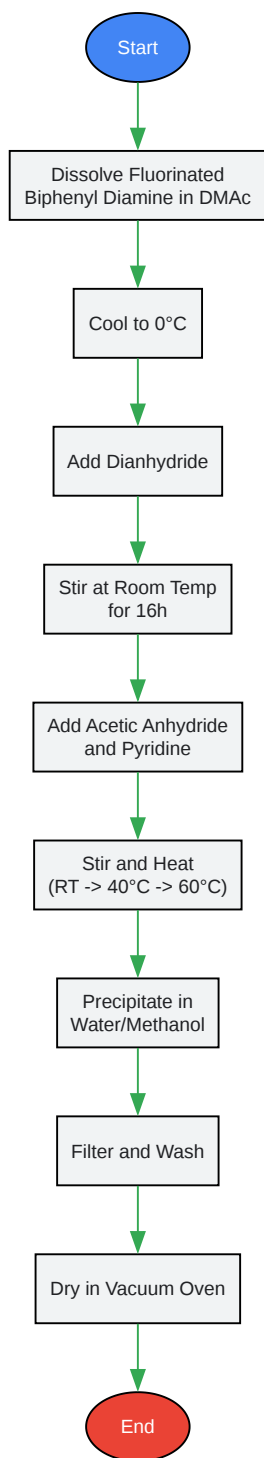 Start
Dissolve Fluorinated
Biphenyl Diamine in DMAc
Cool to 0°C
Add Dianhydride
Stir at Room Temp
for 16h
Add Acetic Anhydride
and Pyridine
Stir and Heat
(RT -> 40°C -> 60°C)
Precipitate in
Water/Methanol
Filter and Wash
Dry in Vacuum Oven
End